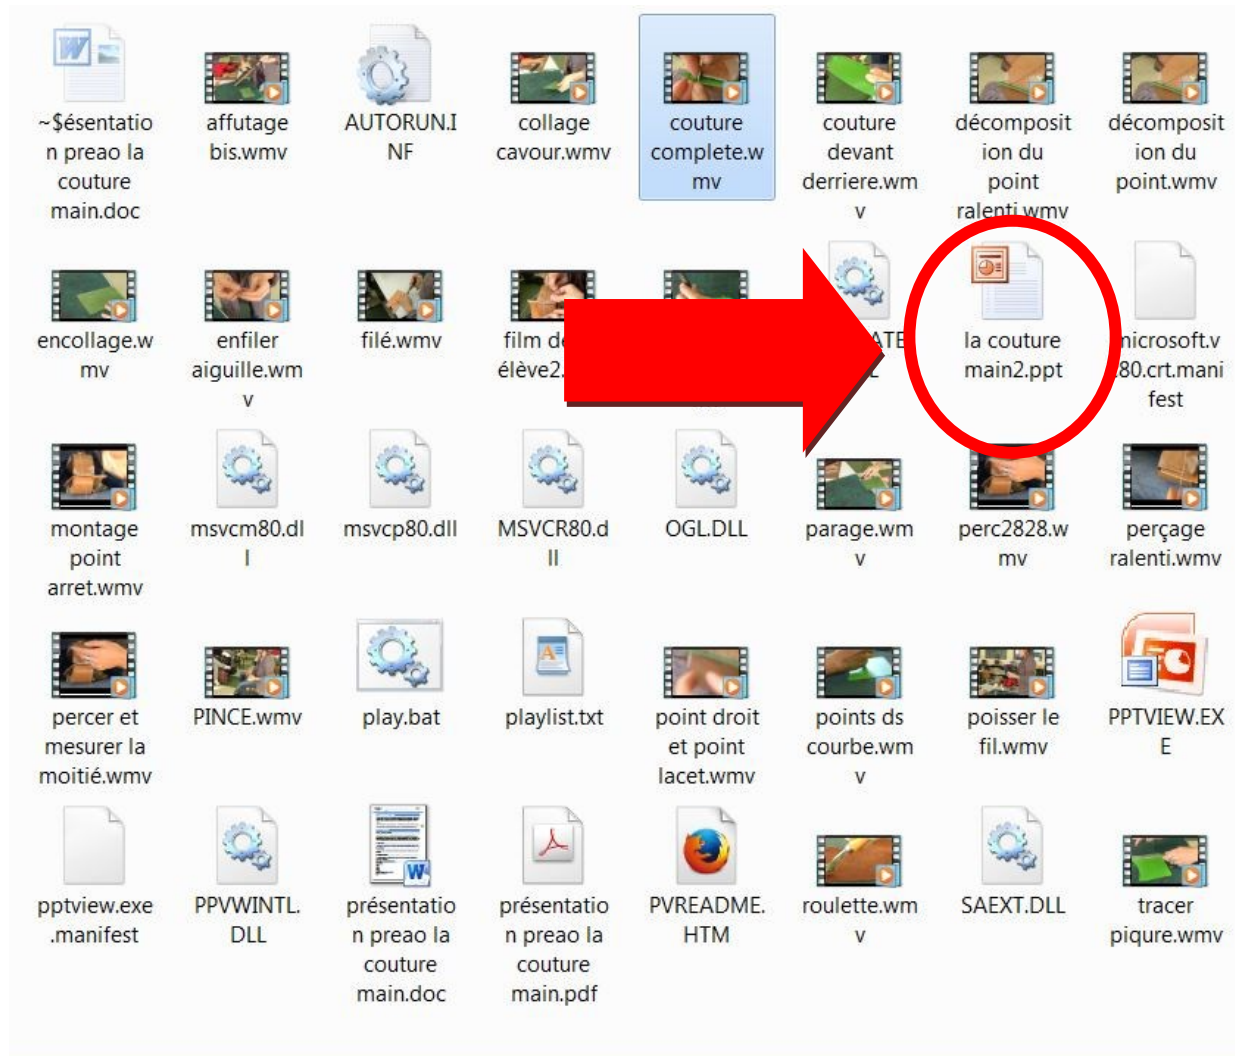 ~$ésentatio
n preao la
couture
main.doc
affutage
bis.wmv
AUTORUN.I
NF
collage
cavour.wmv
couture
complete.w
mv
couture
devant
derriere.wm
v
décomposit
ion du
point
ralenti.wmv
décomposit
ion du
point.wmv
encollage.w
mv
enfiler
aiguille.wm
v
filé.wmv
film de
élève2.
la couture
main2.ppt
microsoft.v
80.crt.mani
fest
montage
point
arret.wmv
msvcm80.dl
l
msvcp80.dll
MSVCR80.d
ll
OGL.DLL
parage.wm
v
perc2828.w
mv
perçage
ralenti.wmv
percer et
mesurer la
moitié.wmv
PINCE.wmv
play.bat
playlist.txt
point droit
et point
lacet.wmv
points ds
courbe.wm
v
poisser le
fil.wmv
PPTVIEW.EX
E
pptview.exe
.manifest
PPVWINTL.
DLL
présentatio
n preao la
couture
main.doc
présentatio
n preao la
couture
main.pdf
PVREADME.
HTM
roulette.wm
v
SAEXT.DLL
tracer
piqure.wmv